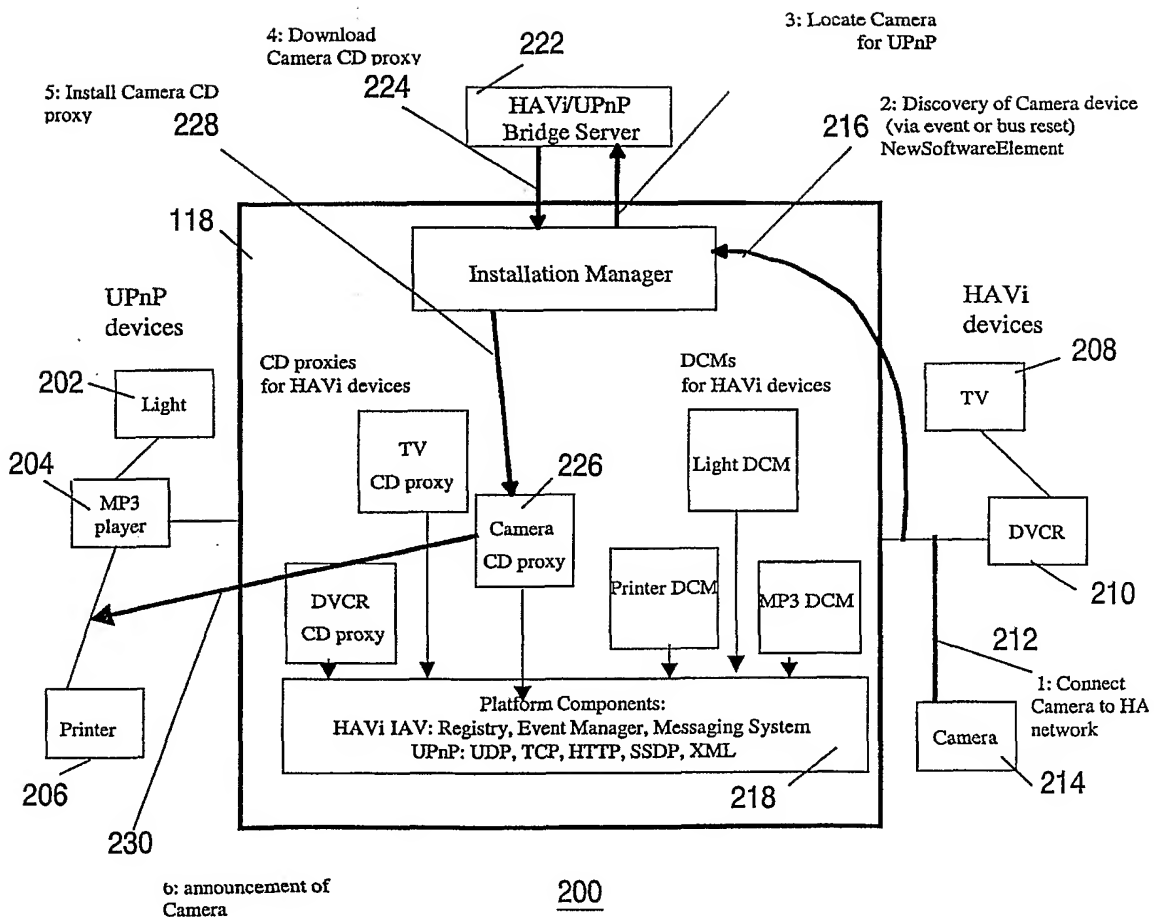 3: Locate Camera
for UPnP
4: Download
Camera CD proxy
222
224
5: Install Camera CD
proxy
228
HAVi/UPnP
Bridge Server
2: Discovery of Camera device
(via event or bus reset)
NewSoftwareElement
216
118
Installation Manager
UPnP
devices
HAVi
devices
CD proxies
for HAVi devices
DCMs
for HAVi devices
202
Light
208
TV
TV
CD proxy
226
Light DCM
204
MP3
player
Camera
CD proxy
DVCR
210
DVCR
CD proxy
Printer DCM
MP3 DCM
212
1: Connect
Camera to HA
network
Platform Components:
HAVi IAV: Registry, Event Manager, Messaging System
UPnP: UDP, TCP, HTTP, SSDP, XML
Printer
206
Camera
214
218
230
6: announcement of
Camera
200